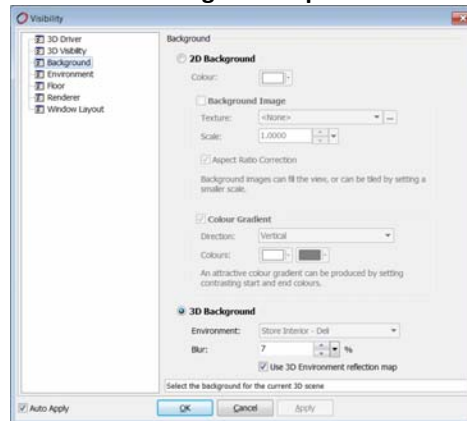 Visibility
3D Driver
3D Visibility
Background
Environment
Floor
Renderer
Window Layout
Background
2D Background
Colour:
Background Image
Texture: <None> ...
Scale: 1.0000
Aspect Ratio Correction
Background images can fill the view, or can be tiled by setting a
smaller scale.
Colour Gradient
Direction: Vertical
Colours:
An attractive colour gradient can be produced by setting
contrasting start and end colours.
3D Background
Environment: Store Interior - Deli
Blur: 7 %
Use 3D Environment reflection map
Select the background for the current 3D scene
Auto Apply OK Cancel Apply